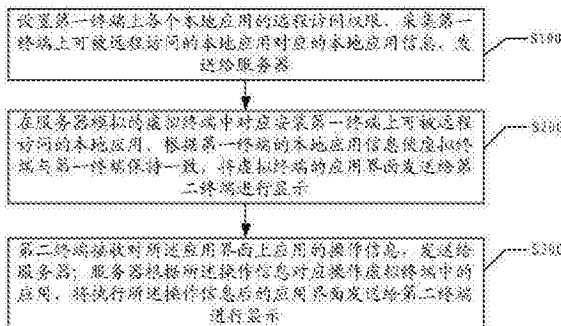 设置第一终端上各个本地应用的远程访问权限，采集第一
终端上可被远程访问的本地应用对应的本地应用信息，发
送给服务器
S100
在服务器模拟的虚拟终端中对应安装第一终端上可被远程
访问的本地应用，根据第一终端的本地应用信息使虚拟终
端与第一终端保持一致，将虚拟终端的应用界面发送给第
二终端进行显示
S200
第二终端接收对所述应用界面上应用的操作信息，发送给
服务器；服务器根据所述操作信息对应操作虚拟终端中的
应用，将执行所述操作信息后的应用界面发送给第二终端
进行显示
S300